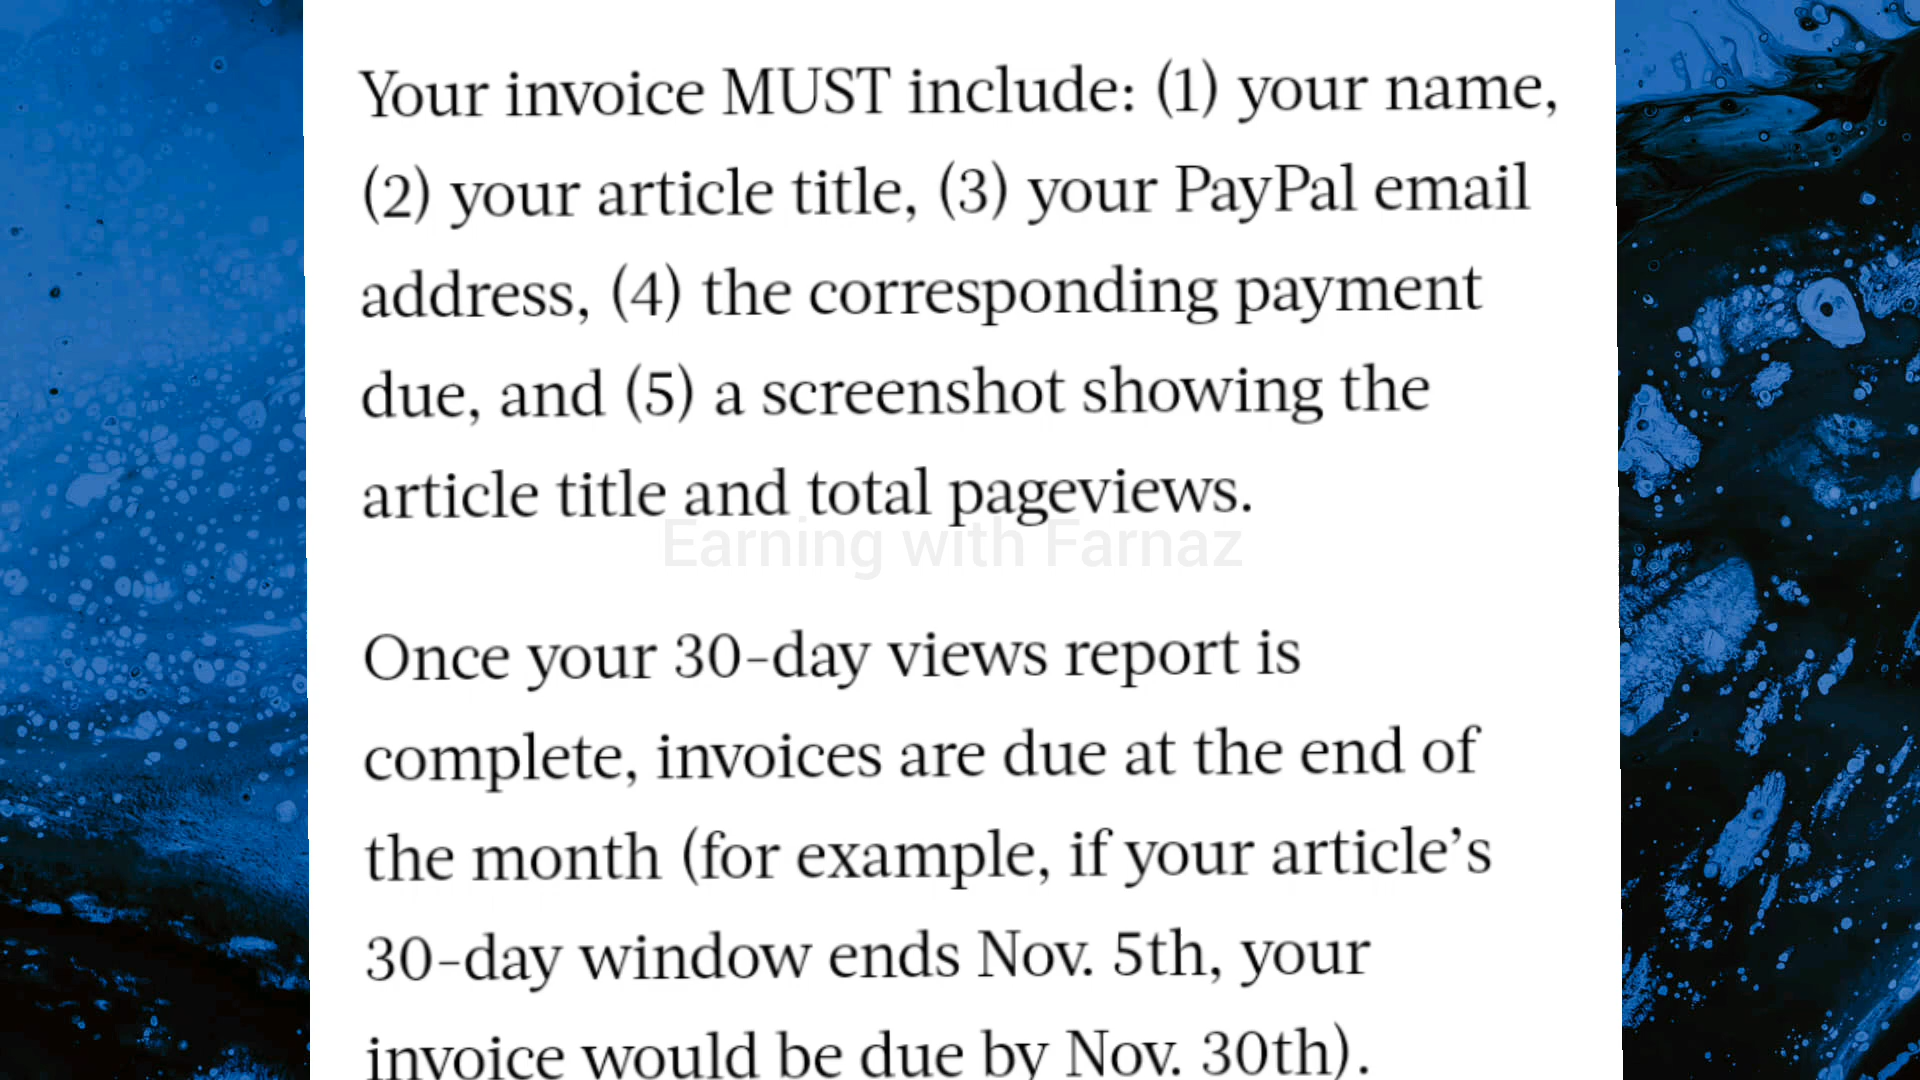 Your invoice MUST include: (1) your name,
(2) your article title, (3) your PayPal email
address, (4) the corresponding payment
due, and (5) a screenshot showing the
article title and total pageviews.
Earning with Farnaz
Once your 30-day views report is
complete, invoices are due at the end of
the month (for example, if your article’s
30-day window ends Nov. 5th, your
invoice would be due by Nov. 30th).